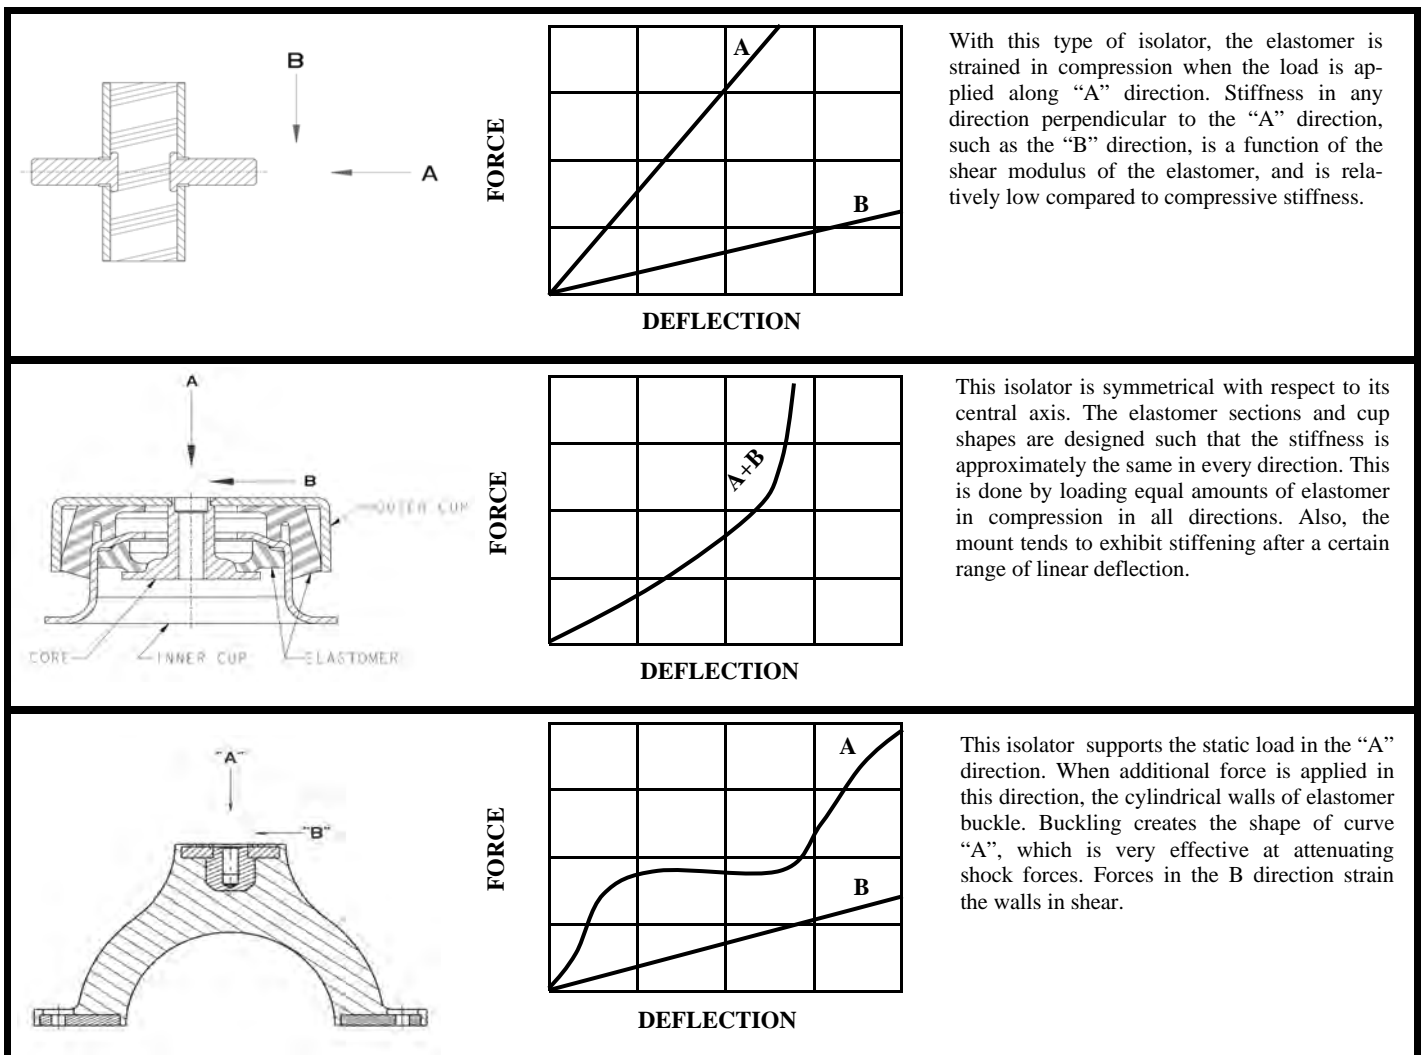 B
A
FORCE
A
B
DEFLECTION
With this type of isolator, the elastomer is
strained in compression when the load is ap-
plied along “A” direction. Stiffness in any
direction perpendicular to the “A” direction,
such as the “B” direction, is a function of the
shear modulus of the elastomer, and is rela-
tively low compared to compressive stiffness.
A
B
OUTER CUP
CORE
INNER CUP
ELASTOMER
FORCE
A+B
DEFLECTION
This isolator is symmetrical with respect to its
central axis. The elastomer sections and cup
shapes are designed such that the stiffness is
approximately the same in every direction. This
is done by loading equal amounts of elastomer
in compression in all directions. Also, the
mount tends to exhibit stiffening after a certain
range of linear deflection.
"A"
"B"
FORCE
A
B
DEFLECTION
This isolator supports the static load in the “A”
direction. When additional force is applied in
this direction, the cylindrical walls of elastomer
buckle. Buckling creates the shape of curve
“A”, which is very effective at attenuating
shock forces. Forces in the B direction strain
the walls in shear.